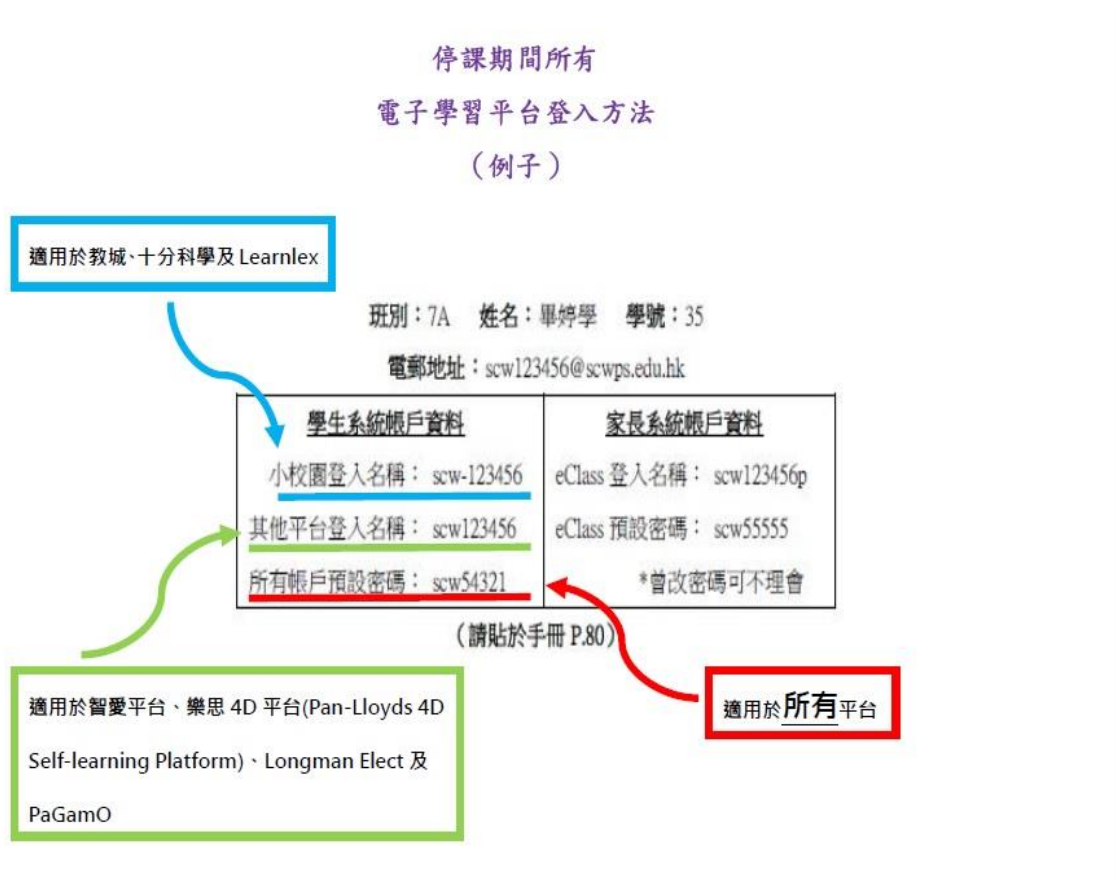 停課期間所有
電子學習平台登入方法
（例子）
適用於教城、十分科學及 Learnlex
班別：7A 姓名：畢婷學 學號：35
電郵地址：scw123456@scwps.edu.hk
學生系統帳戶資料
小校園登入名稱： scw-123456
其他平台登入名稱： scw123456
所有帳戶預設密碼： scw54321
家長系統帳戶資料
eClass 登入名稱： scw123456p
eClass 預設密碼： scw55555
*曾改密碼可不理會
（請貼於手冊 P.80）
適用於智愛平台、樂思 4D 平台(Pan-Lloyds 4D
Self-learning Platform)、Longman Elect 及
PaGamO
適用於所有平台